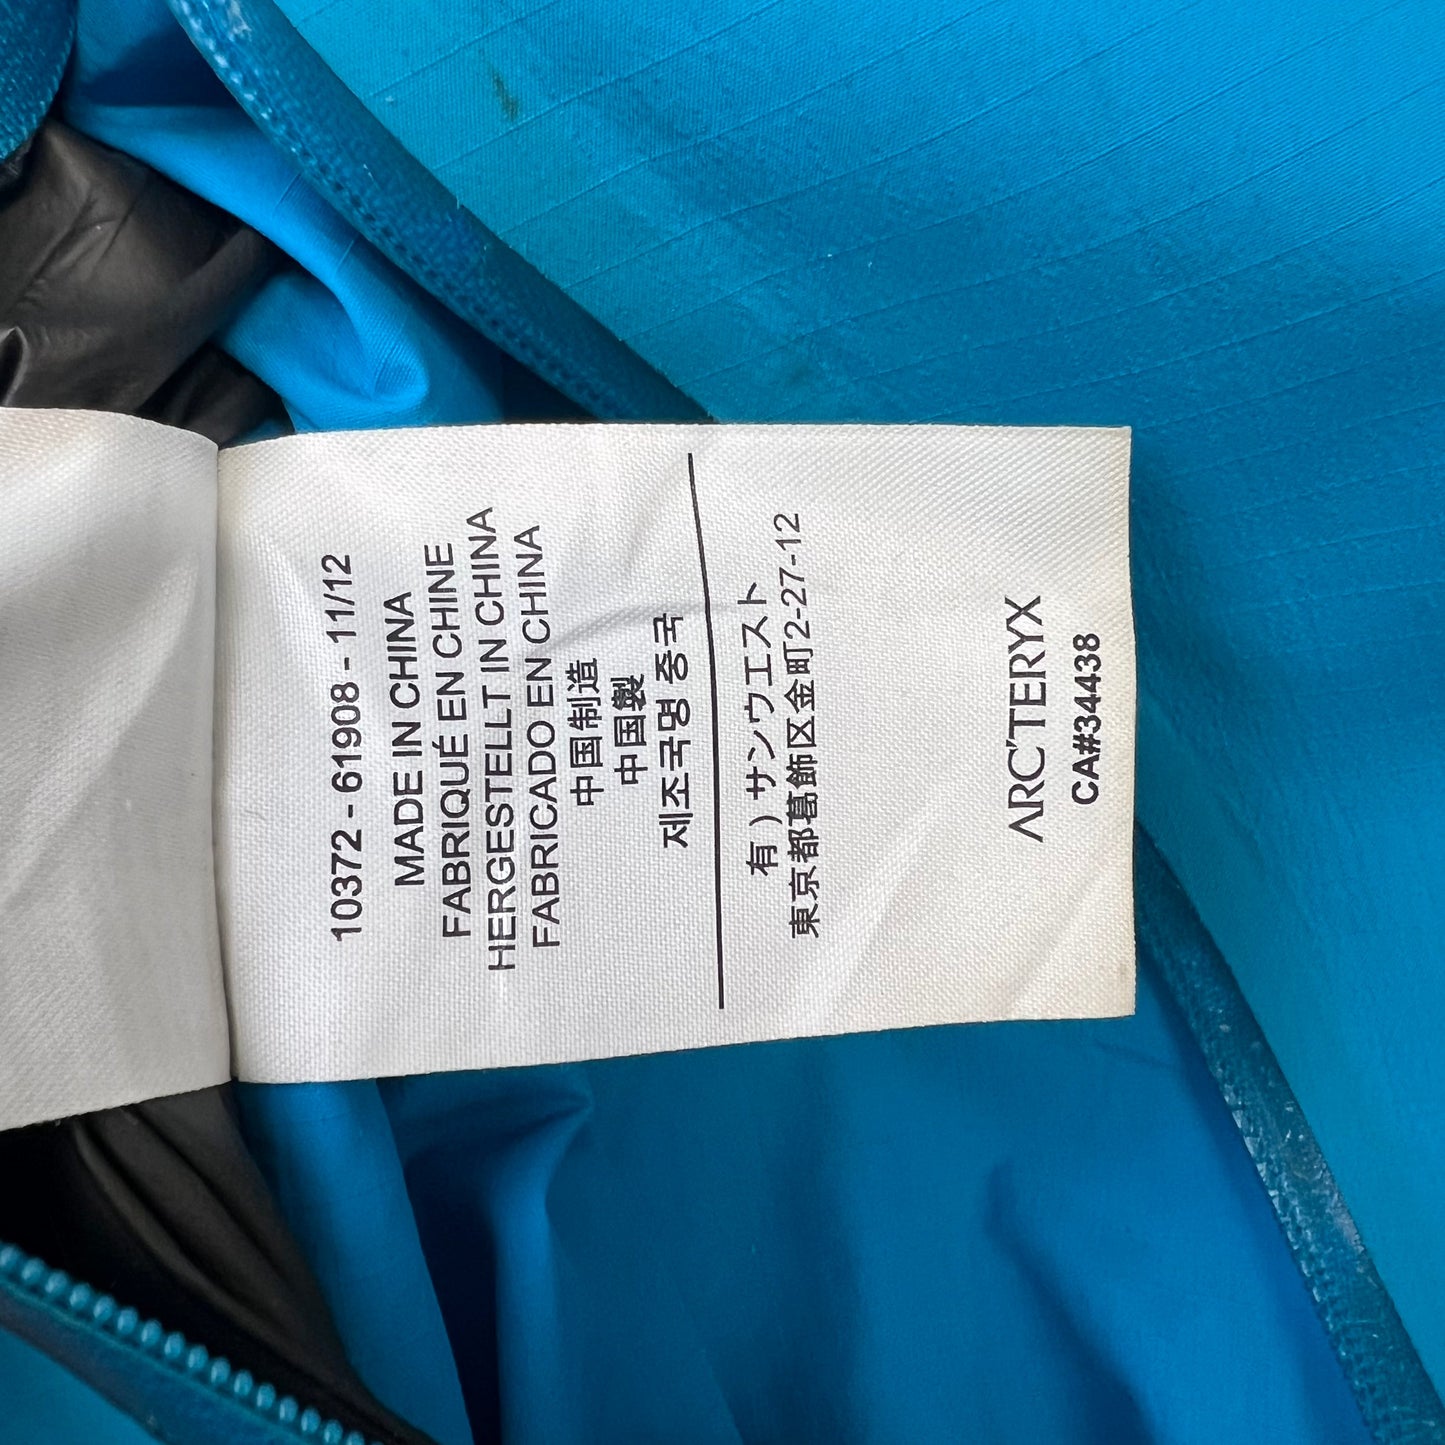 10372 - 61908 - 11/12
MADE IN CHINA
FABRIQUÉ EN CHINE
HERGESTELLT IN CHINA
FABRICADO EN CHINA
中国制造
中国製
제조국명 중국
有) サンウエスト
東京都葛飾区金町2-27-12
ARC'TERYX
CA#34438